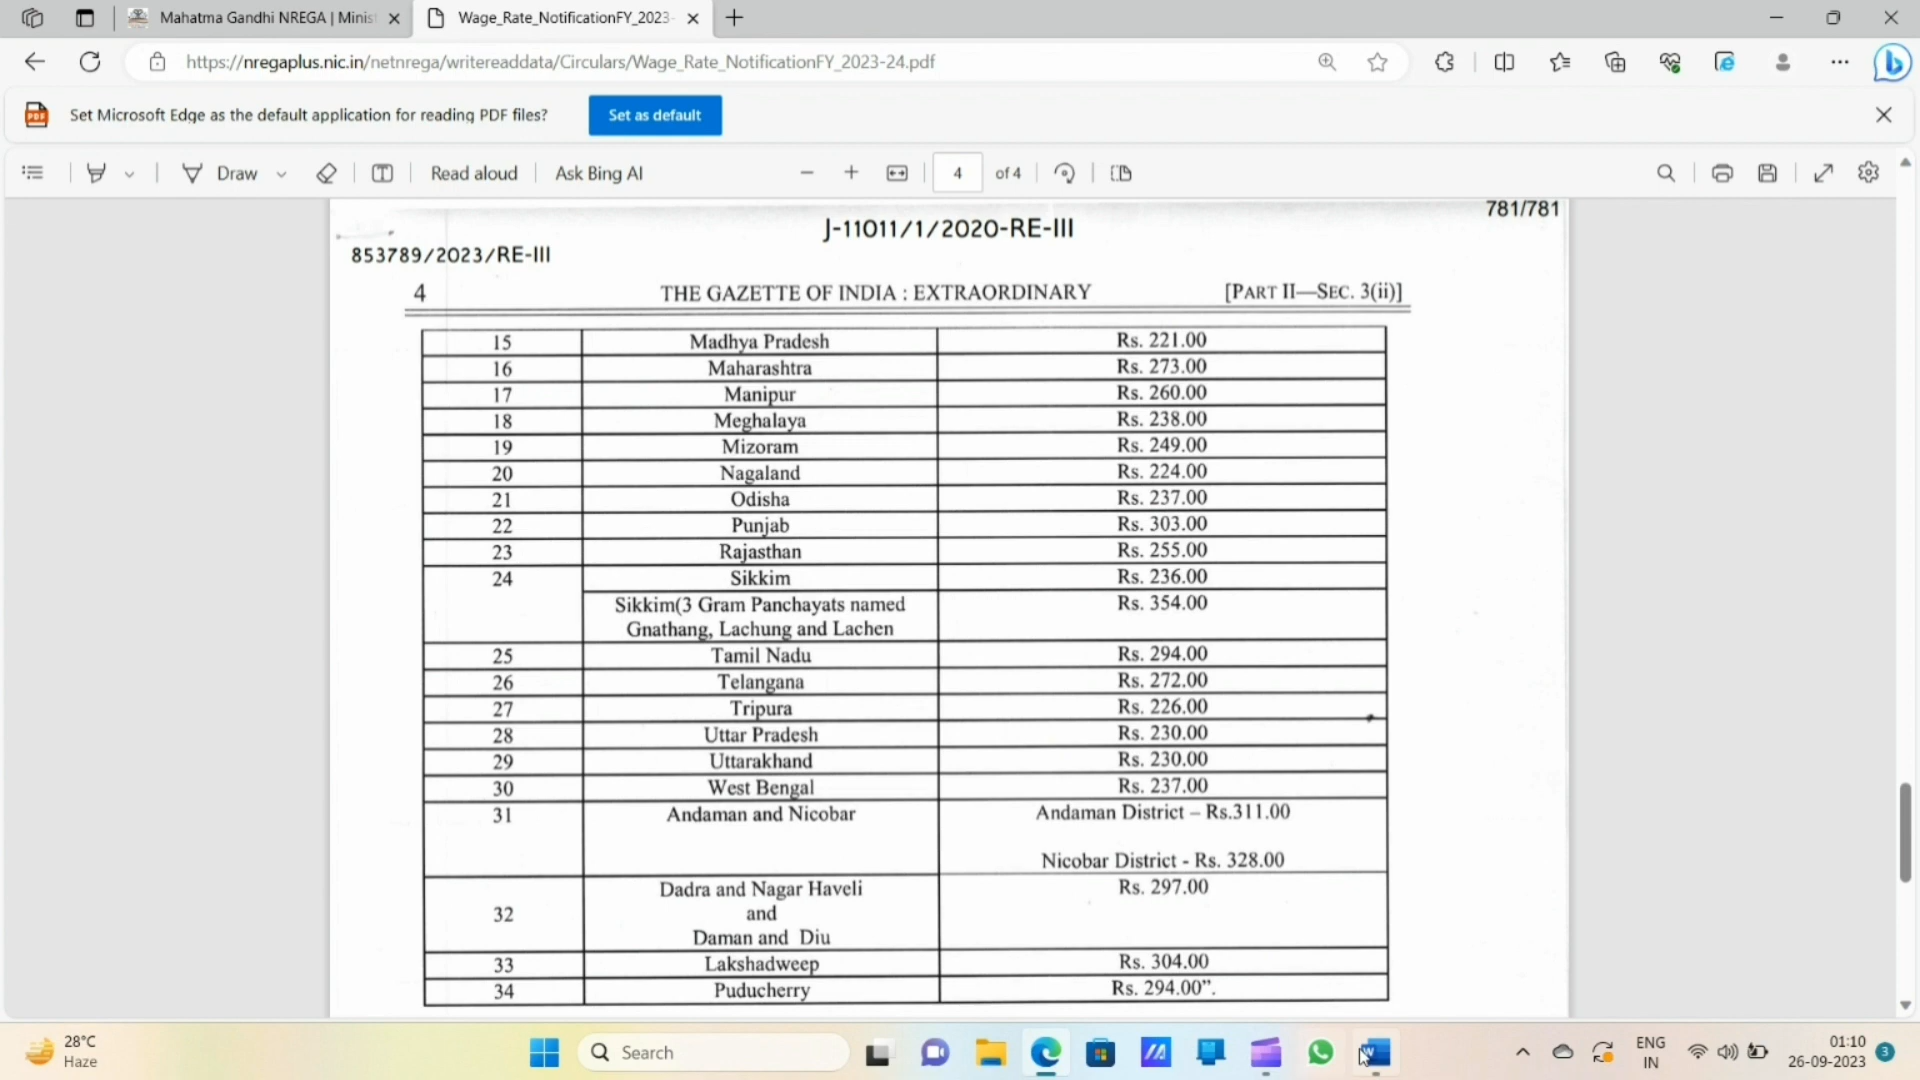 Mahatma Gandhi NREGA | Minis
Wage_Rate_NotificationFY_2023-
https://nregaplus.nic.in/netnrega/writereaddata/Circulars/Wage_Rate_NotificationFY_2023-24.pdf
Set Microsoft Edge as the default application for reading PDF files?
Set as default
Draw
Read aloud
Ask Bing AI
4 of 4
781/781
J-11011/1/2020-RE-III
853789/2023/RE-III
4 THE GAZETTE OF INDIA : EXTRAORDINARY [PART II—SEC. 3(ii)]
15 Madhya Pradesh Rs. 221.00
16 Maharashtra Rs. 273.00
17 Manipur Rs. 260.00
18 Meghalaya Rs. 238.00
19 Mizoram Rs. 249.00
20 Nagaland Rs. 224.00
21 Odisha Rs. 237.00
22 Punjab Rs. 303.00
23 Rajasthan Rs. 255.00
24 Sikkim Rs. 236.00
Sikkim(3 Gram Panchayats named Rs. 354.00
Gnathang, Lachung and Lachen
25 Tamil Nadu Rs. 294.00
26 Telangana Rs. 272.00
27 Tripura Rs. 226.00
28 Uttar Pradesh Rs. 230.00
29 Uttarakhand Rs. 230.00
30 West Bengal Rs. 237.00
31 Andaman and Nicobar Andaman District – Rs.311.00
Nicobar District - Rs. 328.00
Dadra and Nagar Haveli Rs. 297.00
32 and
Daman and Diu
33 Lakshadweep Rs. 304.00
34 Puducherry Rs. 294.00”.
28°C
Haze
Search
ENG
IN
01:10
26-09-2023
3